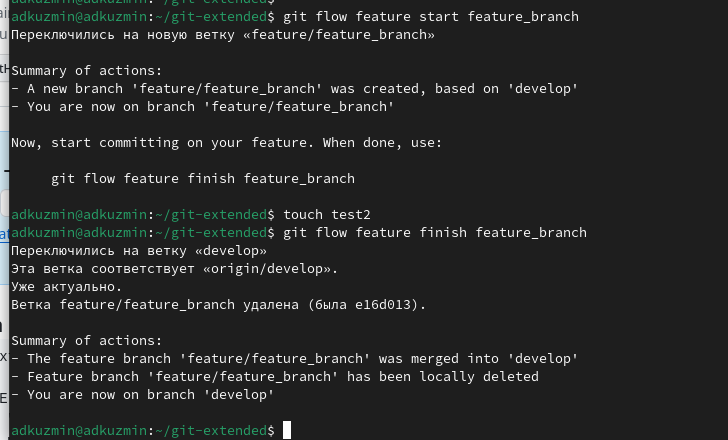 adkuzmin@adkuzmin:~/git-extended$ git flow feature start feature_branch
Переключились на новую ветку «feature/feature_branch»
Summary of actions:
- A new branch 'feature/feature_branch' was created, based on 'develop'
- You are now on branch 'feature/feature_branch'
Now, start committing on your feature. When done, use:
git flow feature finish feature_branch
adkuzmin@adkuzmin:~/git-extended$ touch test2
adkuzmin@adkuzmin:~/git-extended$ git flow feature finish feature_branch
Переключились на ветку «develop»
Эта ветка соответствует «origin/develop».
Уже актуально.
Ветка feature/feature_branch удалена (была e16d013).
Summary of actions:
- The feature branch 'feature/feature_branch' was merged into 'develop'
- Feature branch 'feature/feature_branch' has been locally deleted
- You are now on branch 'develop'
adkuzmin@adkuzmin:~/git-extended$